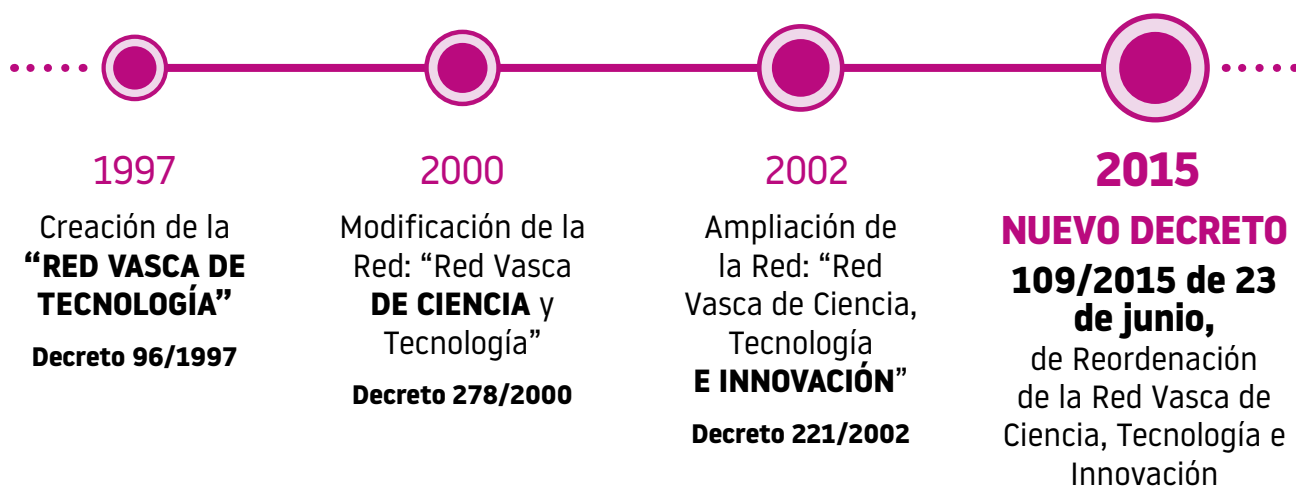 1997
Creación de la
“RED VASCA DE
TECNOLOGÍA”
Decreto 96/1997
2000
Modificación de la
Red: “Red Vasca
DE CIENCIA y
Tecnología”
Decreto 278/2000
2002
Ampliación de
la Red: “Red
Vasca de Ciencia,
Tecnología
E INNOVACIÓN”
Decreto 221/2002
2015
NUEVO DECRETO
109/2015 de 23
de junio,
de Reordenación
de la Red Vasca de
Ciencia, Tecnología e
Innovación